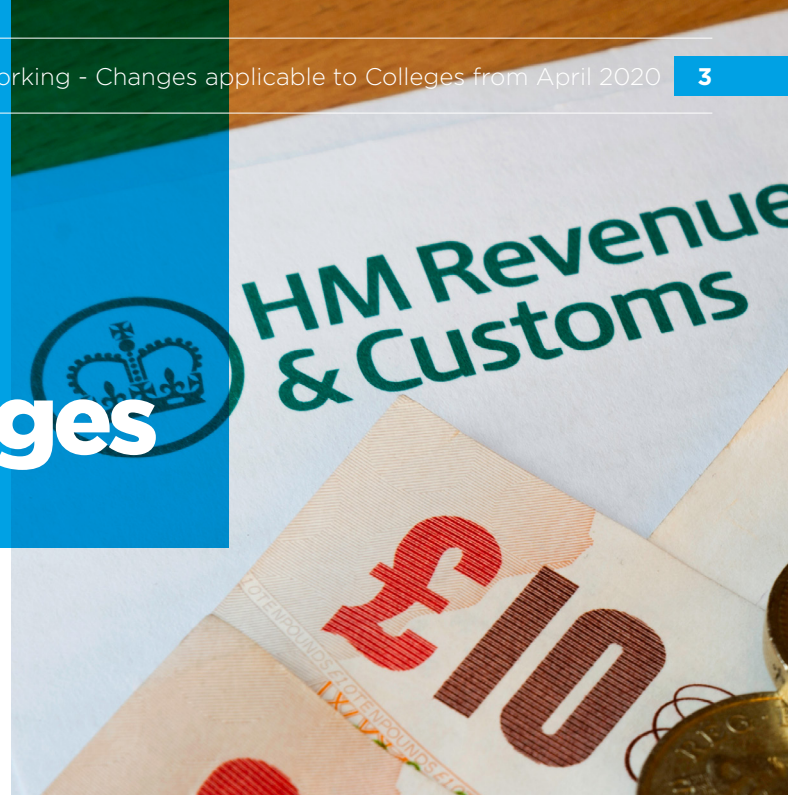 orking - Changes applicable to Colleges from April 2020 3
HM Revenue
& Customs
ges
£10